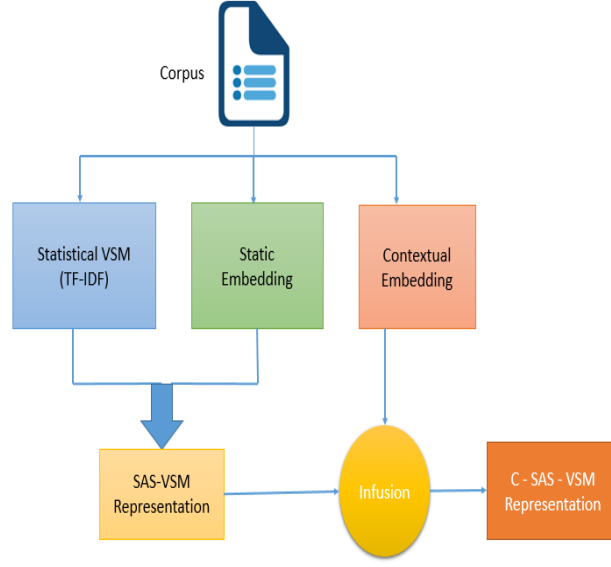 Corpus
Statistical VSM
(TF-IDF)
Static
Embedding
Contextual
Embedding
SAS-VSM
Representation
Infusion
C - SAS - VSM
Representation